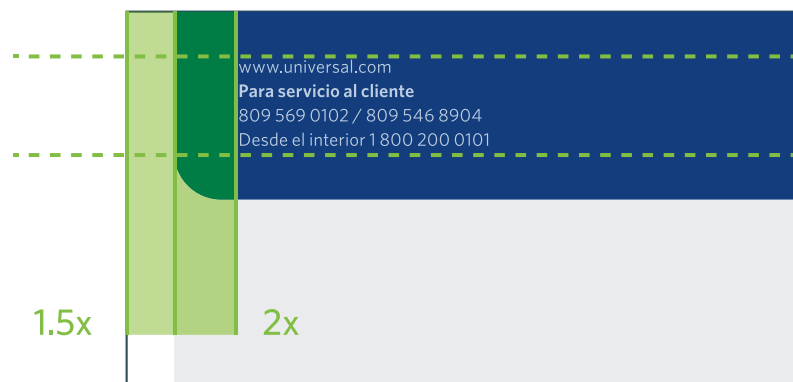 www.universal.com
Para servicio al cliente
809 569 0102 / 809 546 8904
Desde el interior 1 800 200 0101
1.5x 2x